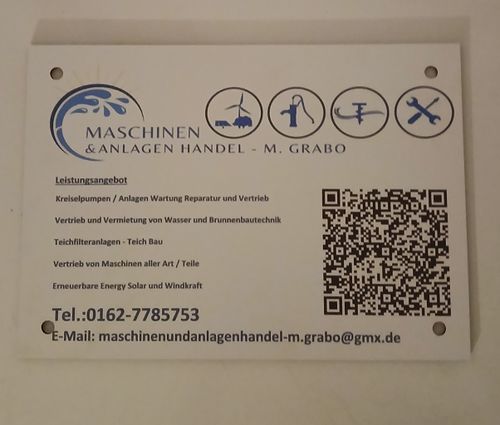 MASCHINEN
& ANLAGEN HANDEL - M. GRABO
Leistungsangebot
Kreiselpumpen / Anlagen Wartung Reparatur und Vertrieb
Vertrieb und Vermietung von Wasser und Brunnenbautechnik
Teichfilteranlagen - Teich Bau
Vertrieb von Maschinen aller Art / Teile
Erneuerbare Energy Solar und Windkraft
Tel.:0162-7785753
E-Mail: maschinenundanlagenhandel-m.grabo@gmx.de